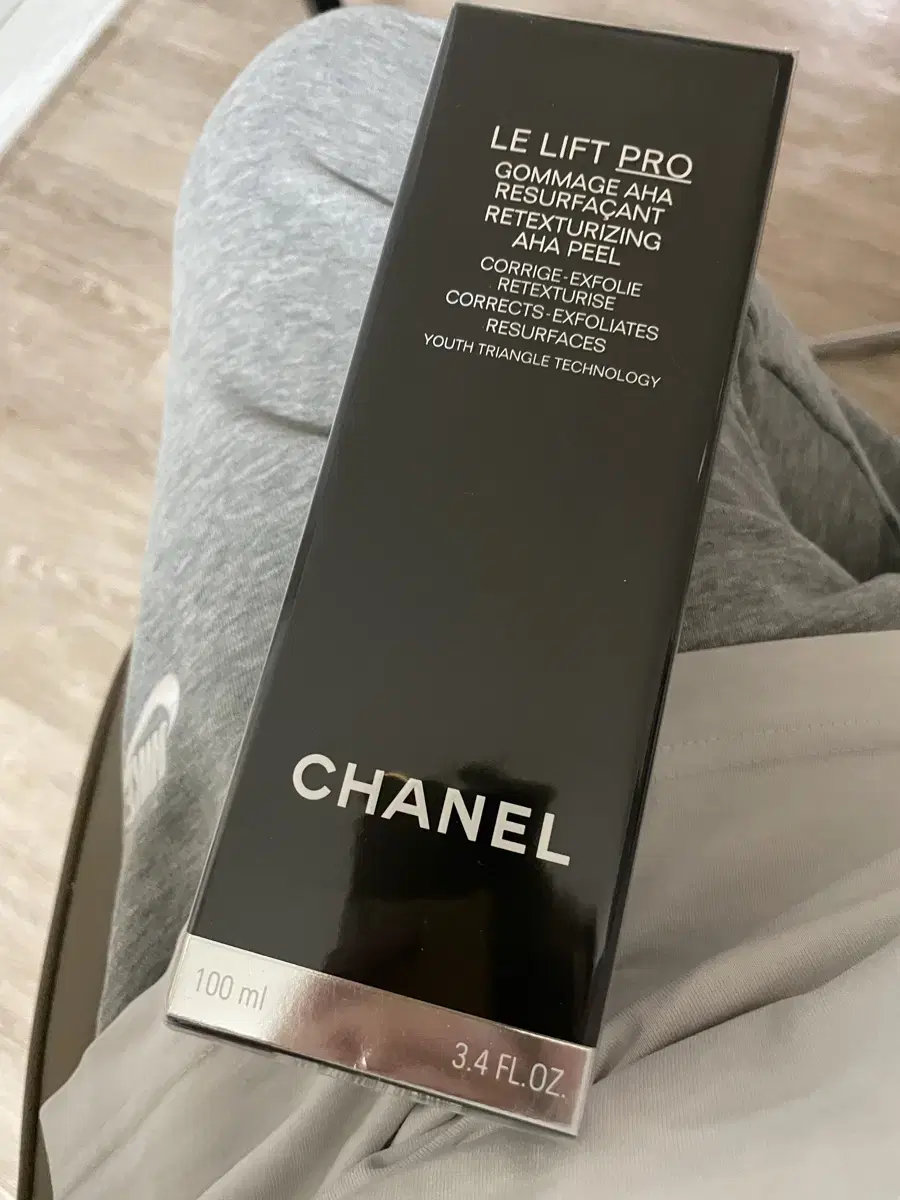 LE LIFT PRO
GOMMAGE AHA
RESURFAÇANT
RETEXTURIZING
AHA PEEL
CORRIGE-EXFOLIE
RETEXTURISE
CORRECTS-EXFOLIATES
RESURFACES
YOUTH TRIANGLE TECHNOLOGY
CHANEL
100 ml
3.4 FL.OZ.